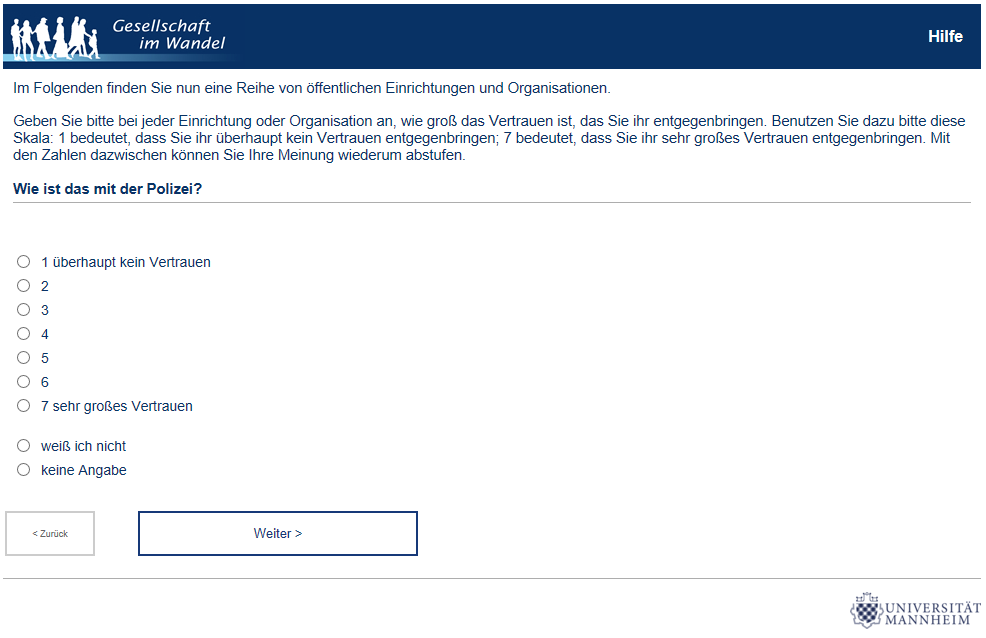 Gesellschaft
im Wandel
Hilfe
Im Folgenden finden Sie nun eine Reihe von öffentlichen Einrichtungen und Organisationen.
Geben Sie bitte bei jeder Einrichtung oder Organisation an, wie groß das Vertrauen ist, das Sie ihr entgegenbringen. Benutzen Sie dazu bitte diese
Skala: 1 bedeutet, dass Sie ihr überhaupt kein Vertrauen entgegenbringen; 7 bedeutet, dass Sie ihr sehr großes Vertrauen entgegenbringen. Mit
den Zahlen dazwischen können Sie Ihre Meinung wiederum abstufen.
Wie ist das mit der Polizei?
1 überhaupt kein Vertrauen
2
3
4
5
6
7 sehr großes Vertrauen
weiß ich nicht
keine Angabe
< Zurück
Weiter >
UNIVERSITÄT
MANNHEIM